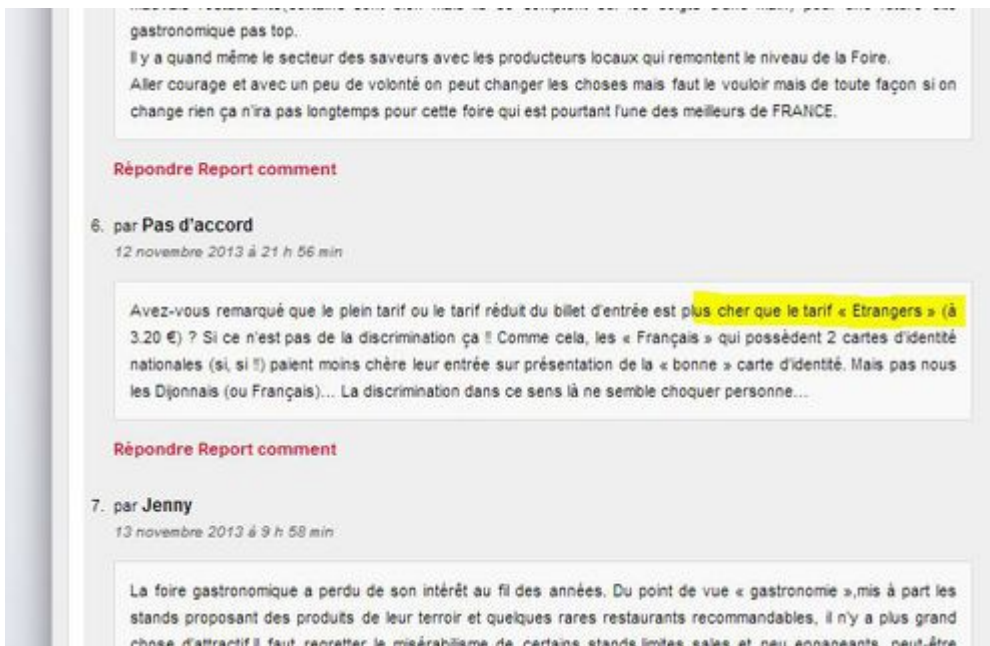 gastronomique pas top.
Il y a quand même le secteur des saveurs avec les producteurs locaux qui remontent le niveau de la Foire.
Aller courage et avec un peu de volonté on peut changer les choses mais faut le vouloir mais de toute façon si on
change rien ça n'ira pas longtemps pour cette foire qui est pourtant l'une des meilleurs de FRANCE.
Répondre Report comment
6. par Pas d'accord
12 novembre 2013 à 21 h 56 min
Avez-vous remarqué que le plein tarif ou le tarif réduit du billet d'entrée est plus cher que le tarif « Etrangers » (à
3.20 €) ? Si ce n'est pas de la discrimination ça !! Comme cela, les « Français » qui possèdent 2 cartes d'identité
nationales (si, si !!) paient moins chère leur entrée sur présentation de la « bonne » carte d'identité. Mais pas nous
les Dijonnais (ou Français)... La discrimination dans ce sens là ne semble choquer personne...
Répondre Report comment
7. par Jenny
13 novembre 2013 à 9 h 58 min
La foire gastronomique a perdu de son intérêt au fil des années. Du point de vue « gastronomie »,mis à part les
stands proposant des produits de leur terroir et quelques rares restaurants recommandables, il n'y a plus grand
chose d'attractif.Il faut regretter le misérabilisme de certains stands,limites sales et peu engageants, peut-être